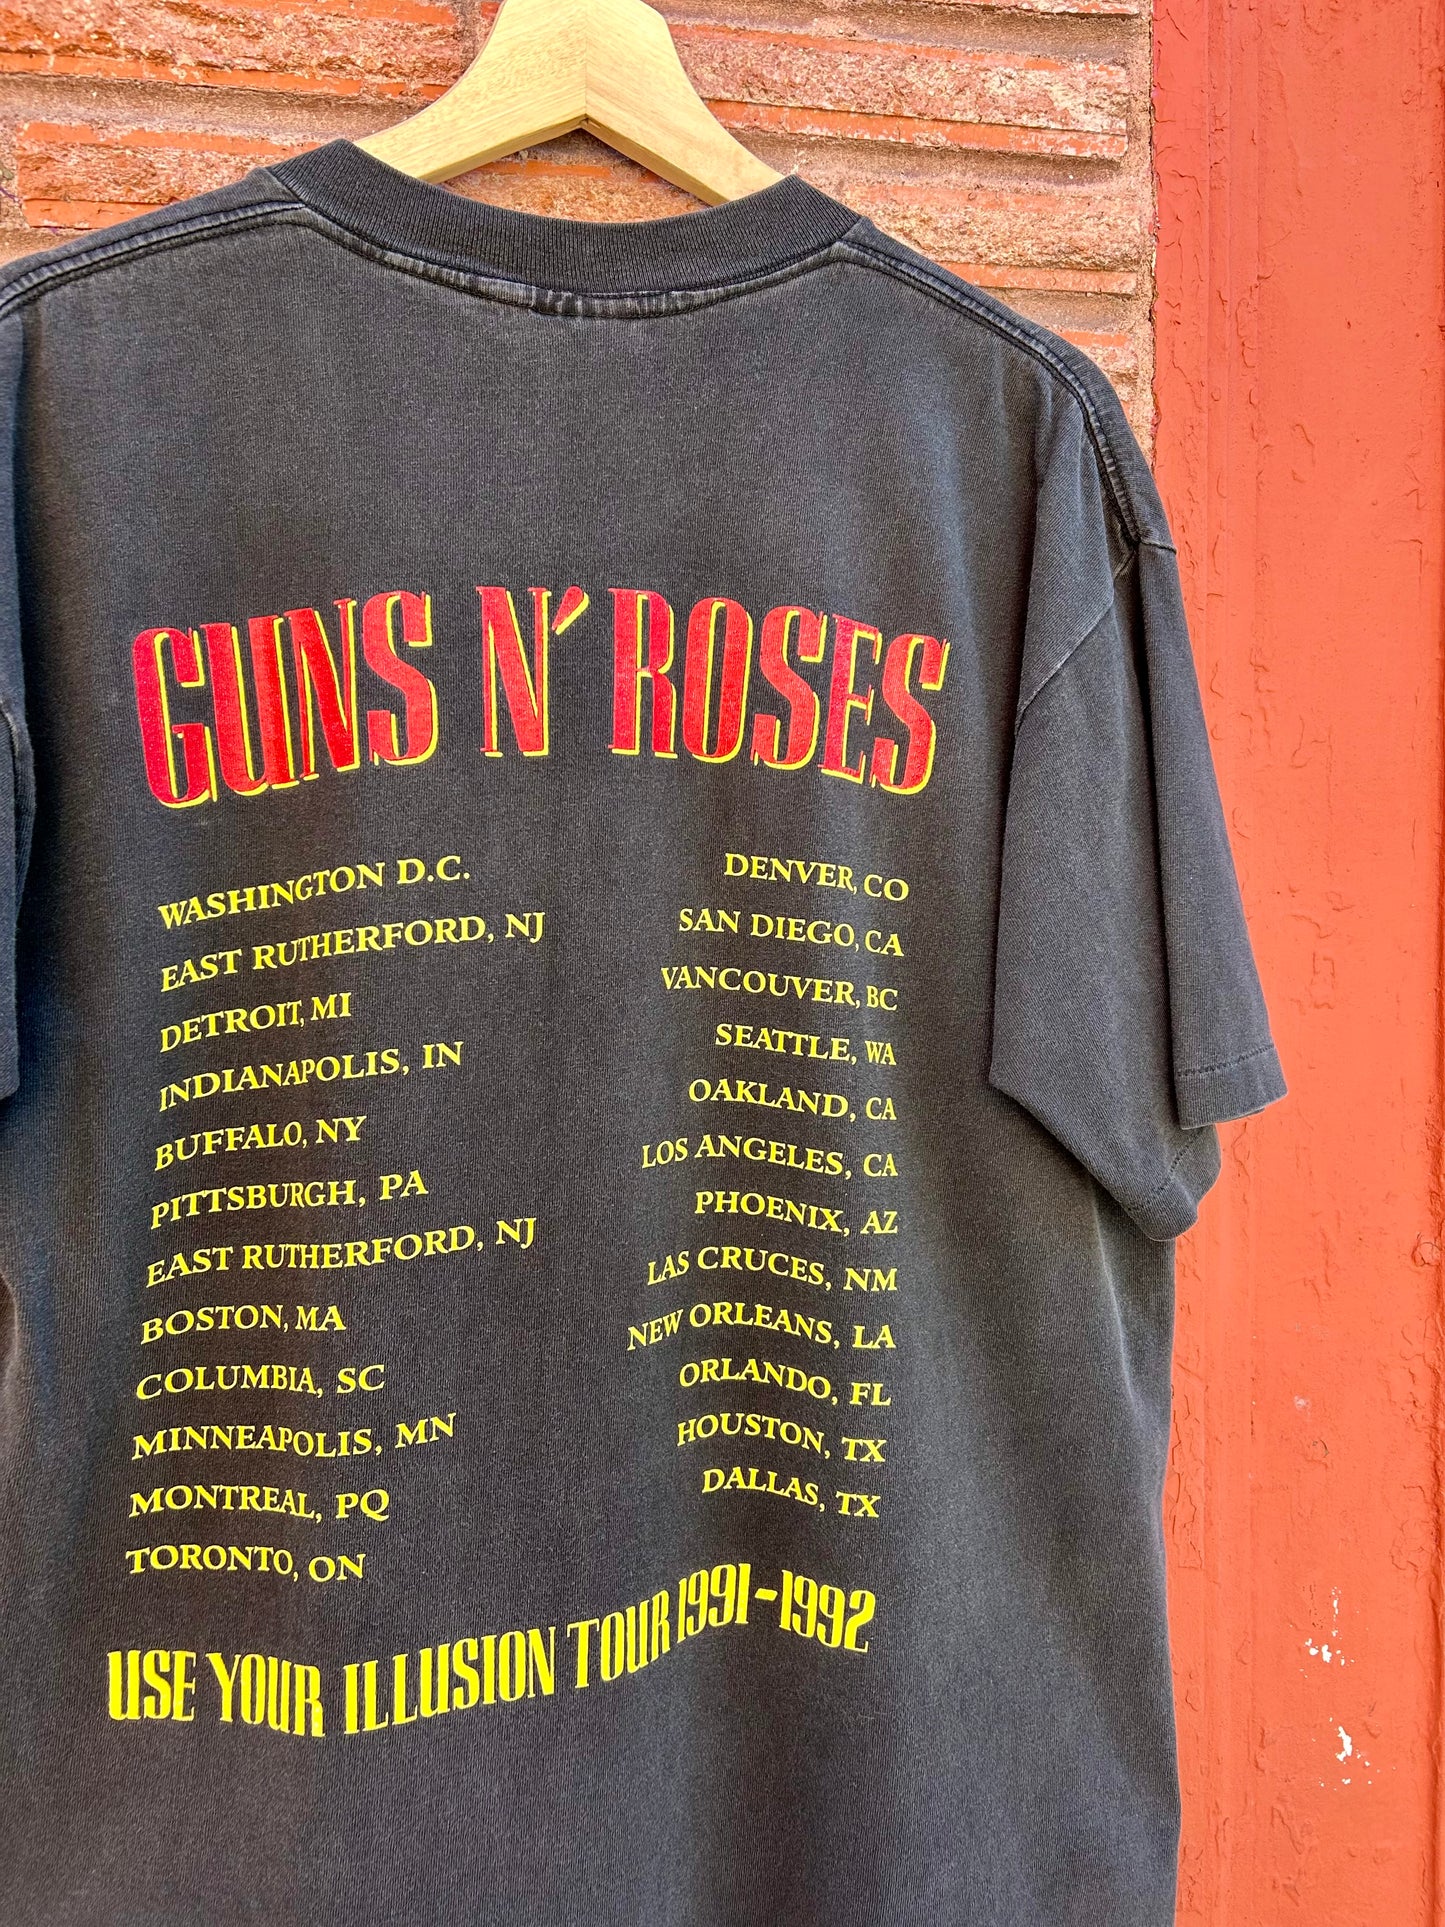 GUNS N' ROSES
WASHINGTON D.C.
EAST RUTHERFORD, NJ
DETROIT, MI
INDIANAPOLIS, IN
BUFFALO, NY
PITTSBURGH, PA
EAST RUTHERFORD, NJ
BOSTON, MA
COLUMBIA, SC
MINNEAPOLIS, MN
MONTREAL, PQ
TORONTO, ON
DENVER, CO
SAN DIEGO, CA
VANCOUVER, BC
SEATTLE, WA
OAKLAND, CA
LOS ANGELES, CA
PHOENIX, AZ
LAS CRUCES, NM
NEW ORLEANS, LA
ORLANDO, FL
HOUSTON, TX
DALLAS, TX
USE YOUR ILLUSION TOUR 1991-1992